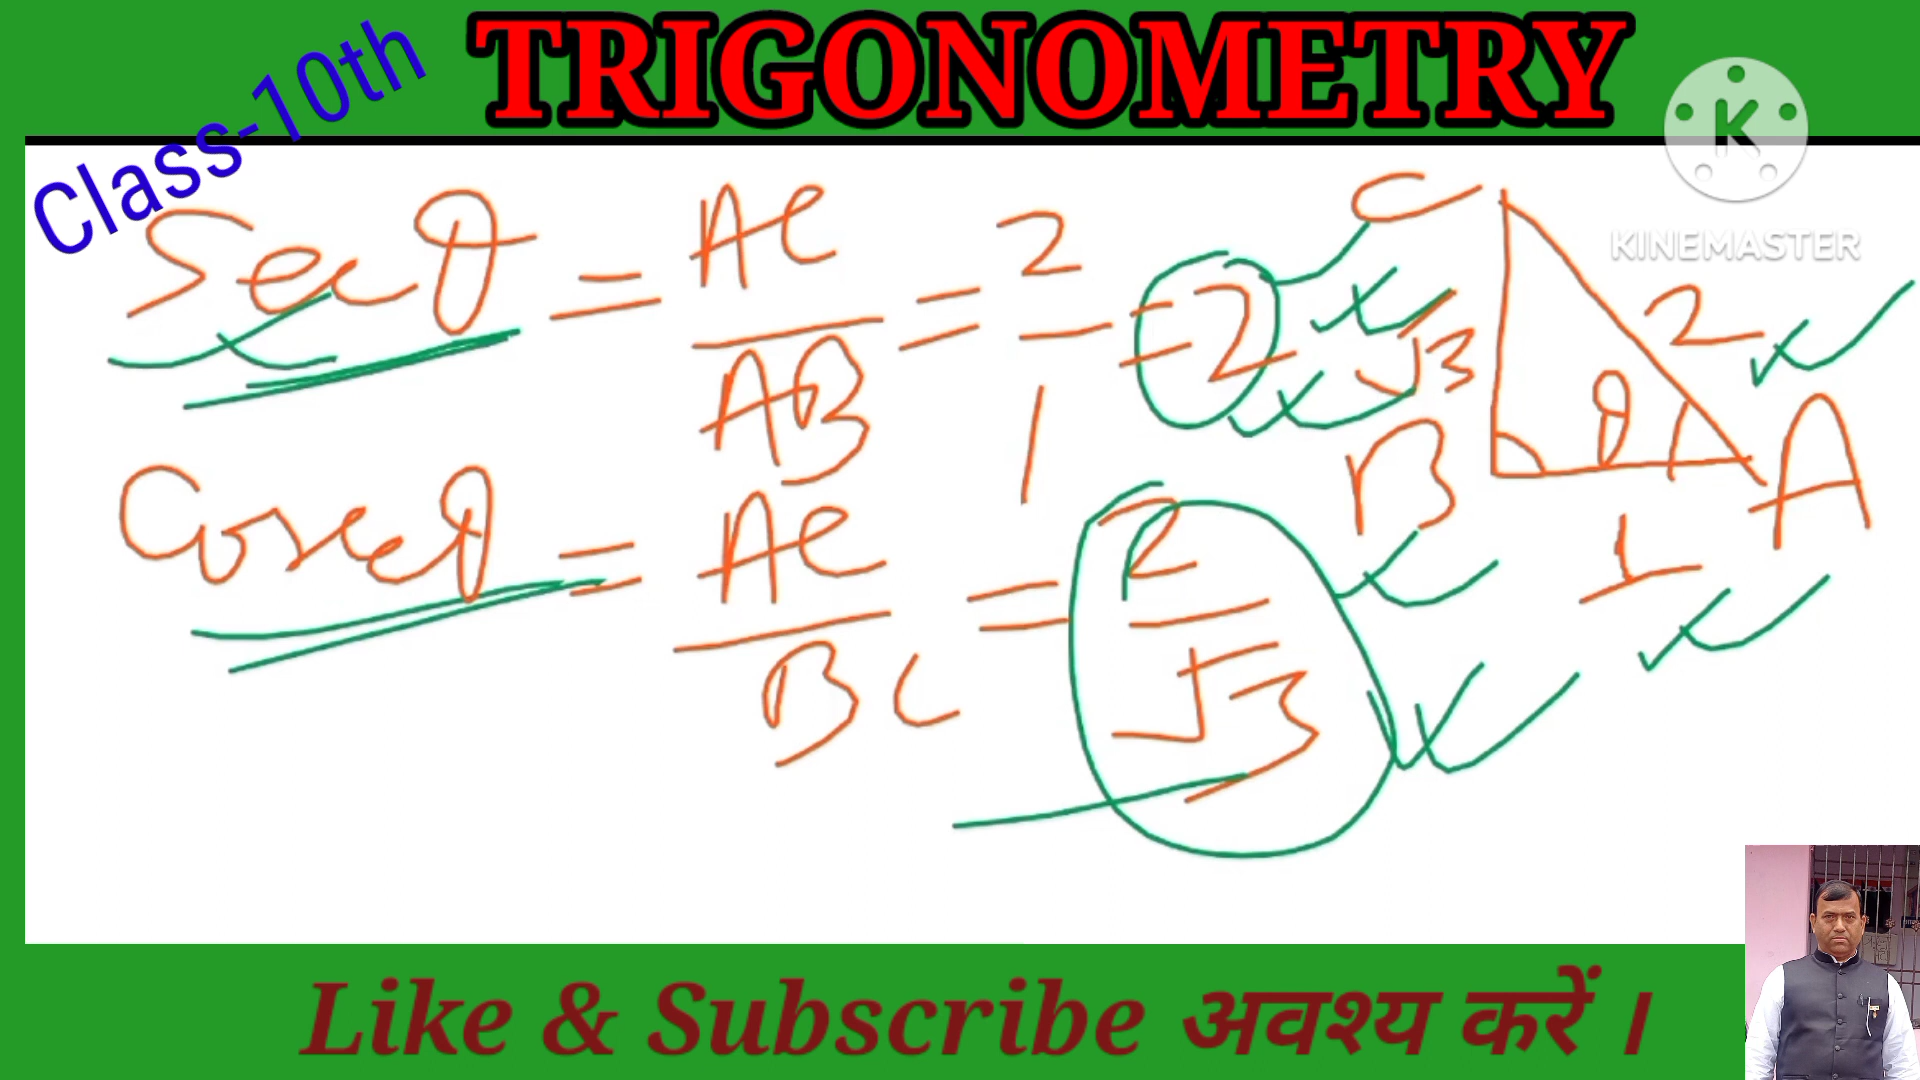 Class-10th TRIGONOMETRY
K
KINEMASTER
Secθ = AC/AB = 2/1 = 2
Cosecθ = AC/BC = 2/√3
C
2
√3
θ
B
A
1
Like & Subscribe अवश्य करें ।